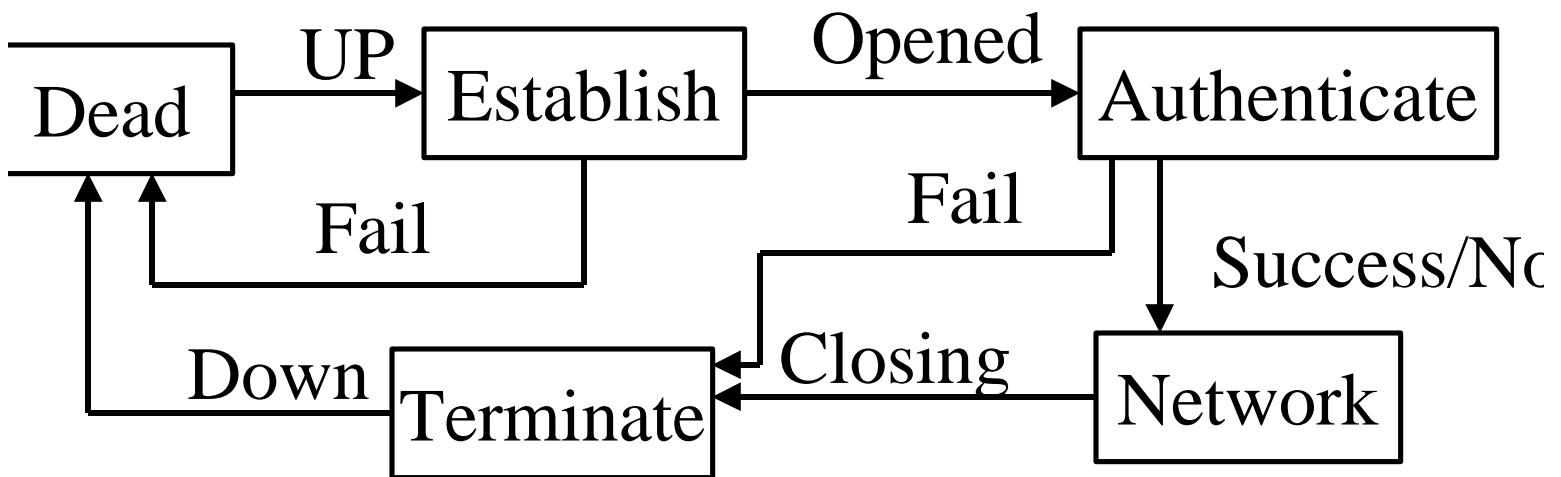 UP
Opened
Dead
Establish
Authenticate
Fail
Fail
Success/No
Down
Closing
Terminate
Network